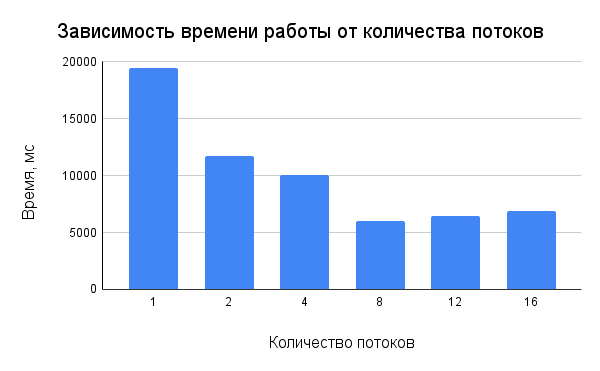 Зависимость времени работы от количества потоков
Время, мс
20000
15000
10000
5000
0
1 2 4 8 12 16
Количество потоков